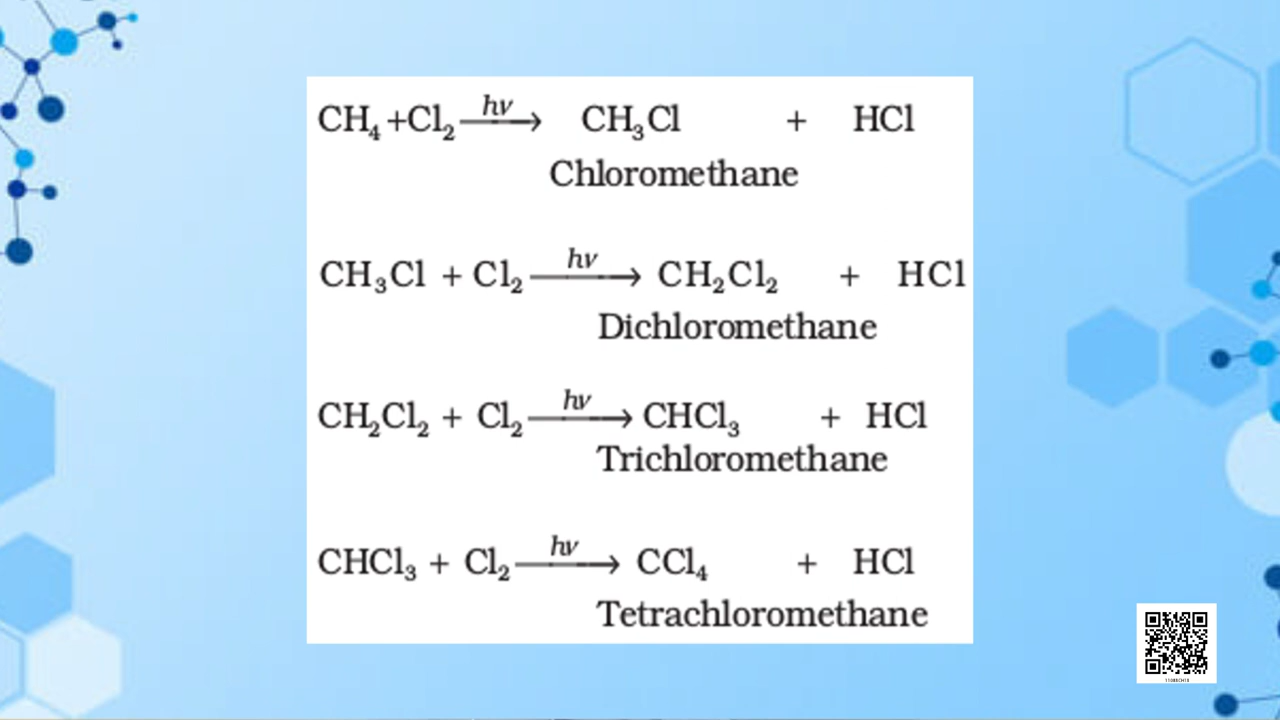 CH₄ +Cl₂ hν⟶ CH₃Cl + HCl
Chloromethane
CH₃Cl + Cl₂ hν⟶ CH₂Cl₂ + HCl
Dichloromethane
CH₂Cl₂ + Cl₂ hν⟶ CHCl₃ + HCl
Trichloromethane
CHCl₃ + Cl₂ hν⟶ CCl₄ + HCl
Tetrachloromethane